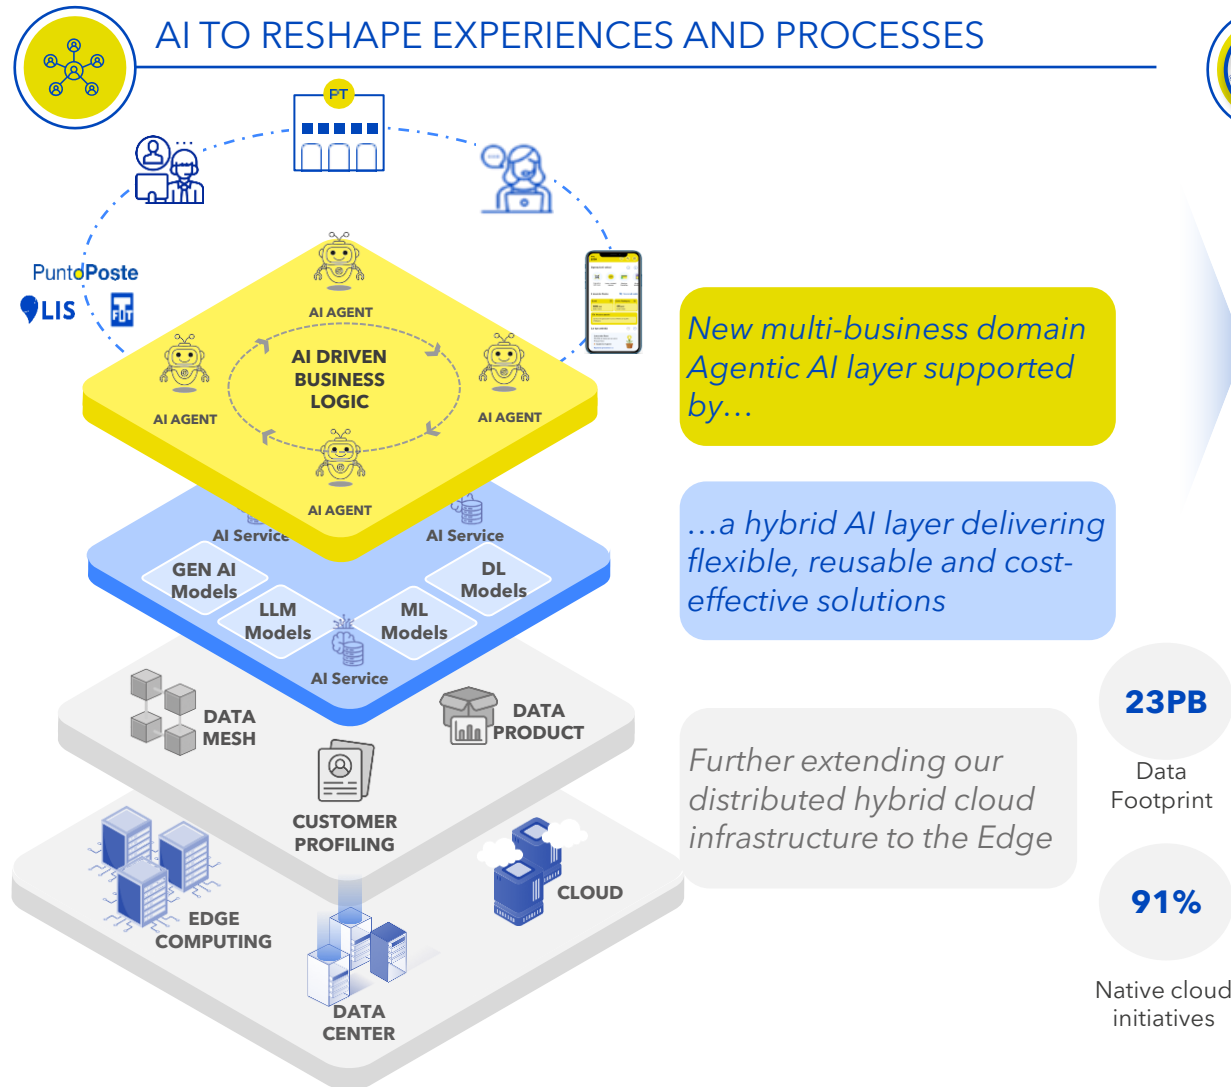 AI TO RESHAPE EXPERIENCES AND PROCESSES
PT
PuntoPoste
LIS
AI AGENT
AI DRIVEN
BUSINESS
LOGIC
AI AGENT
AI AGENT
AI AGENT
New multi-business domain
Agentic AI layer supported
by…
AI Service
AI Service
GEN AI
Models
DL
Models
LLM
Models
ML
Models
AI Service
…a hybrid AI layer delivering
flexible, reusable and cost-
effective solutions
DATA
MESH
DATA
PRODUCT
CUSTOMER
PROFILING
Further extending our
distributed hybrid cloud
infrastructure to the Edge
23PB
Data
Footprint
EDGE
COMPUTING
CLOUD
DATA
CENTER
91%
Native cloud
initiatives